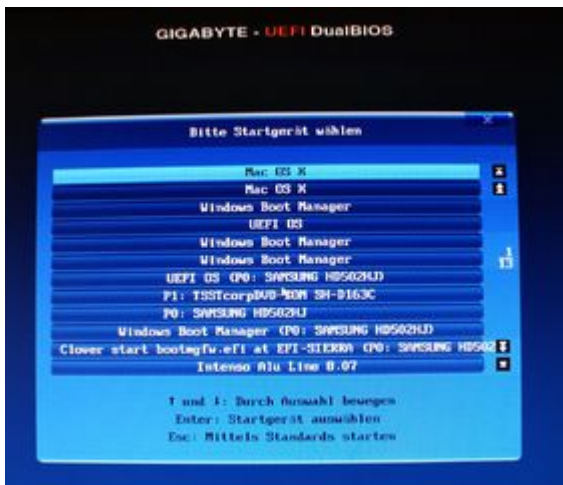 GIGABYTE - UEFI DualBIOS
Bitte Startgerät wählen
Mac OS X
Mac OS X
Windows Boot Manager
UEFI OS
Windows Boot Manager
Windows Boot Manager
UEFI OS (P0: SAMSUNG HD502HJ)
P1: TSSTcorpDVD-ROM SH-D163C
P0: SAMSUNG HD502HJ
Windows Boot Manager (P0: SAMSUNG HD502HJ)
Clover start bootmgfw.efi at EFI-SIERRA (P0: SAMSUNG HD502
Intenso Alu Line 8.07
1
13
↑ und ↓: Durch Auswahl bewegen
Enter: Startgerät auswählen
Esc: Mittels Standards starten